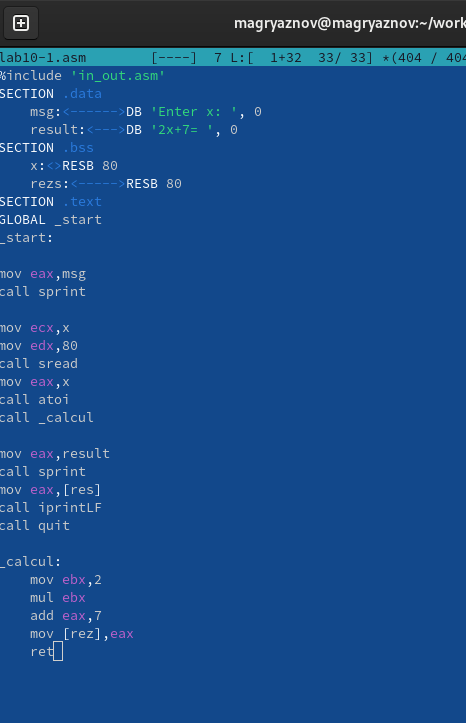 magryaznov@magryaznov:~/work
lab10-1.asm [----] 7 L:[ 1+32 33/ 33] *(404 / 404
%include 'in_out.asm'
SECTION .data
msg:<------>DB 'Enter x: ', 0
result:<--->DB '2x+7= ', 0
SECTION .bss
x:<>RESB 80
rezs:<----->RESB 80
SECTION .text
GLOBAL _start
_start:
mov eax,msg
call sprint
mov ecx,x
mov edx,80
call sread
mov eax,x
call atoi
call _calcul
mov eax,result
call sprint
mov eax,[res]
call iprintLF
call quit
_calcul:
mov ebx,2
mul ebx
add eax,7
mov [rez],eax
ret